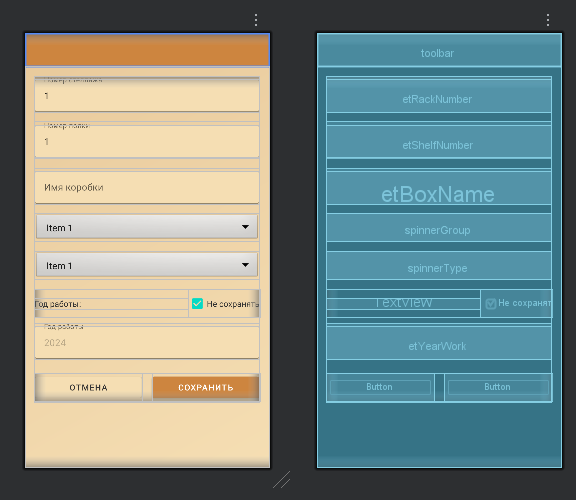 toolbar
Номер стеллажа
1
etRackNumber
Номер полки
1
etShelfNumber
Имя коробки
etBoxName
Item 1
spinnerGroup
Item 1
spinnerType
Год работы:
Не сохранять
TextView
Не сохранят
Год работы
2024
etYearWork
ОТМЕНА
СОХРАНИТЬ
Button
Button